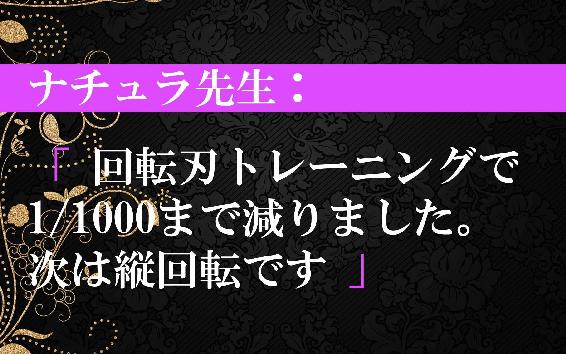 ナチュラ先生：
「 回転刃トレーニングで
1/1000まで減りました。
次は縦回転です 」